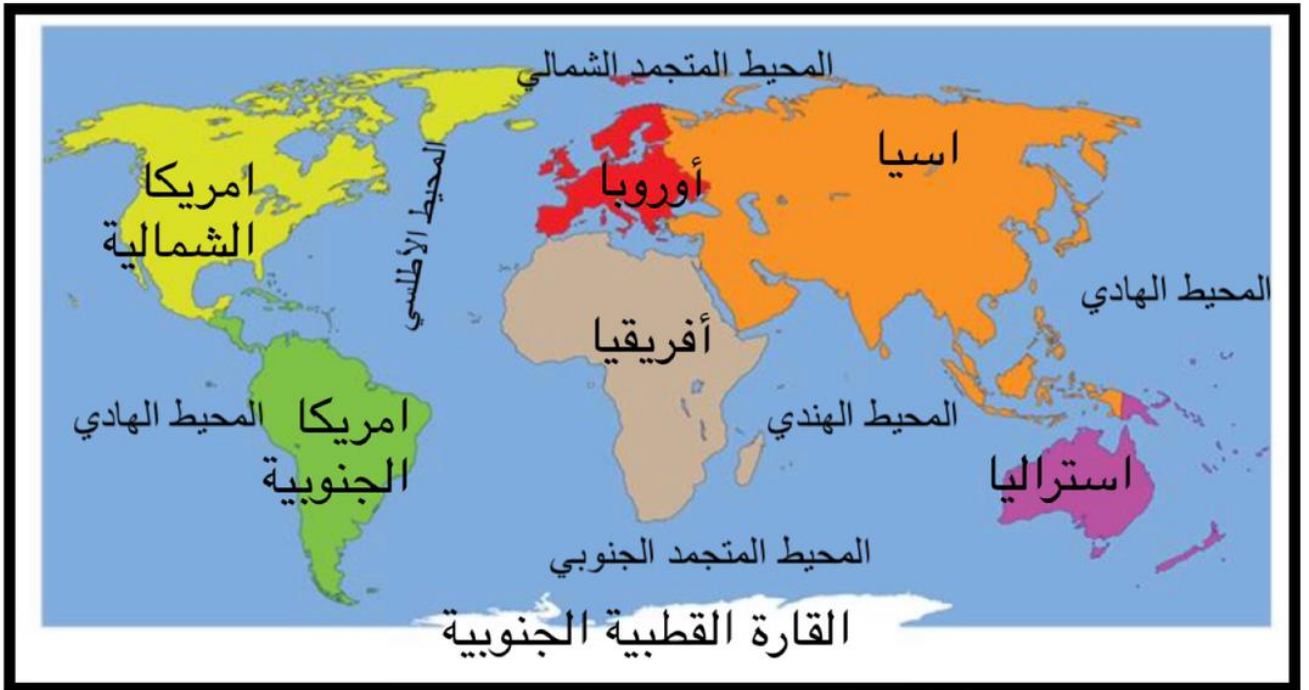 المحيط المتجمد الشمالي
اسيا
أوروبا
امريكا
الشمالية
المحيط الأطلسي
المحيط الهادي
أفريقيا
المحيط الهندي
امريكا
الجنوبية
المحيط الهادي
استراليا
المحيط المتجمد الجنوبي
القارة القطبية الجنوبية